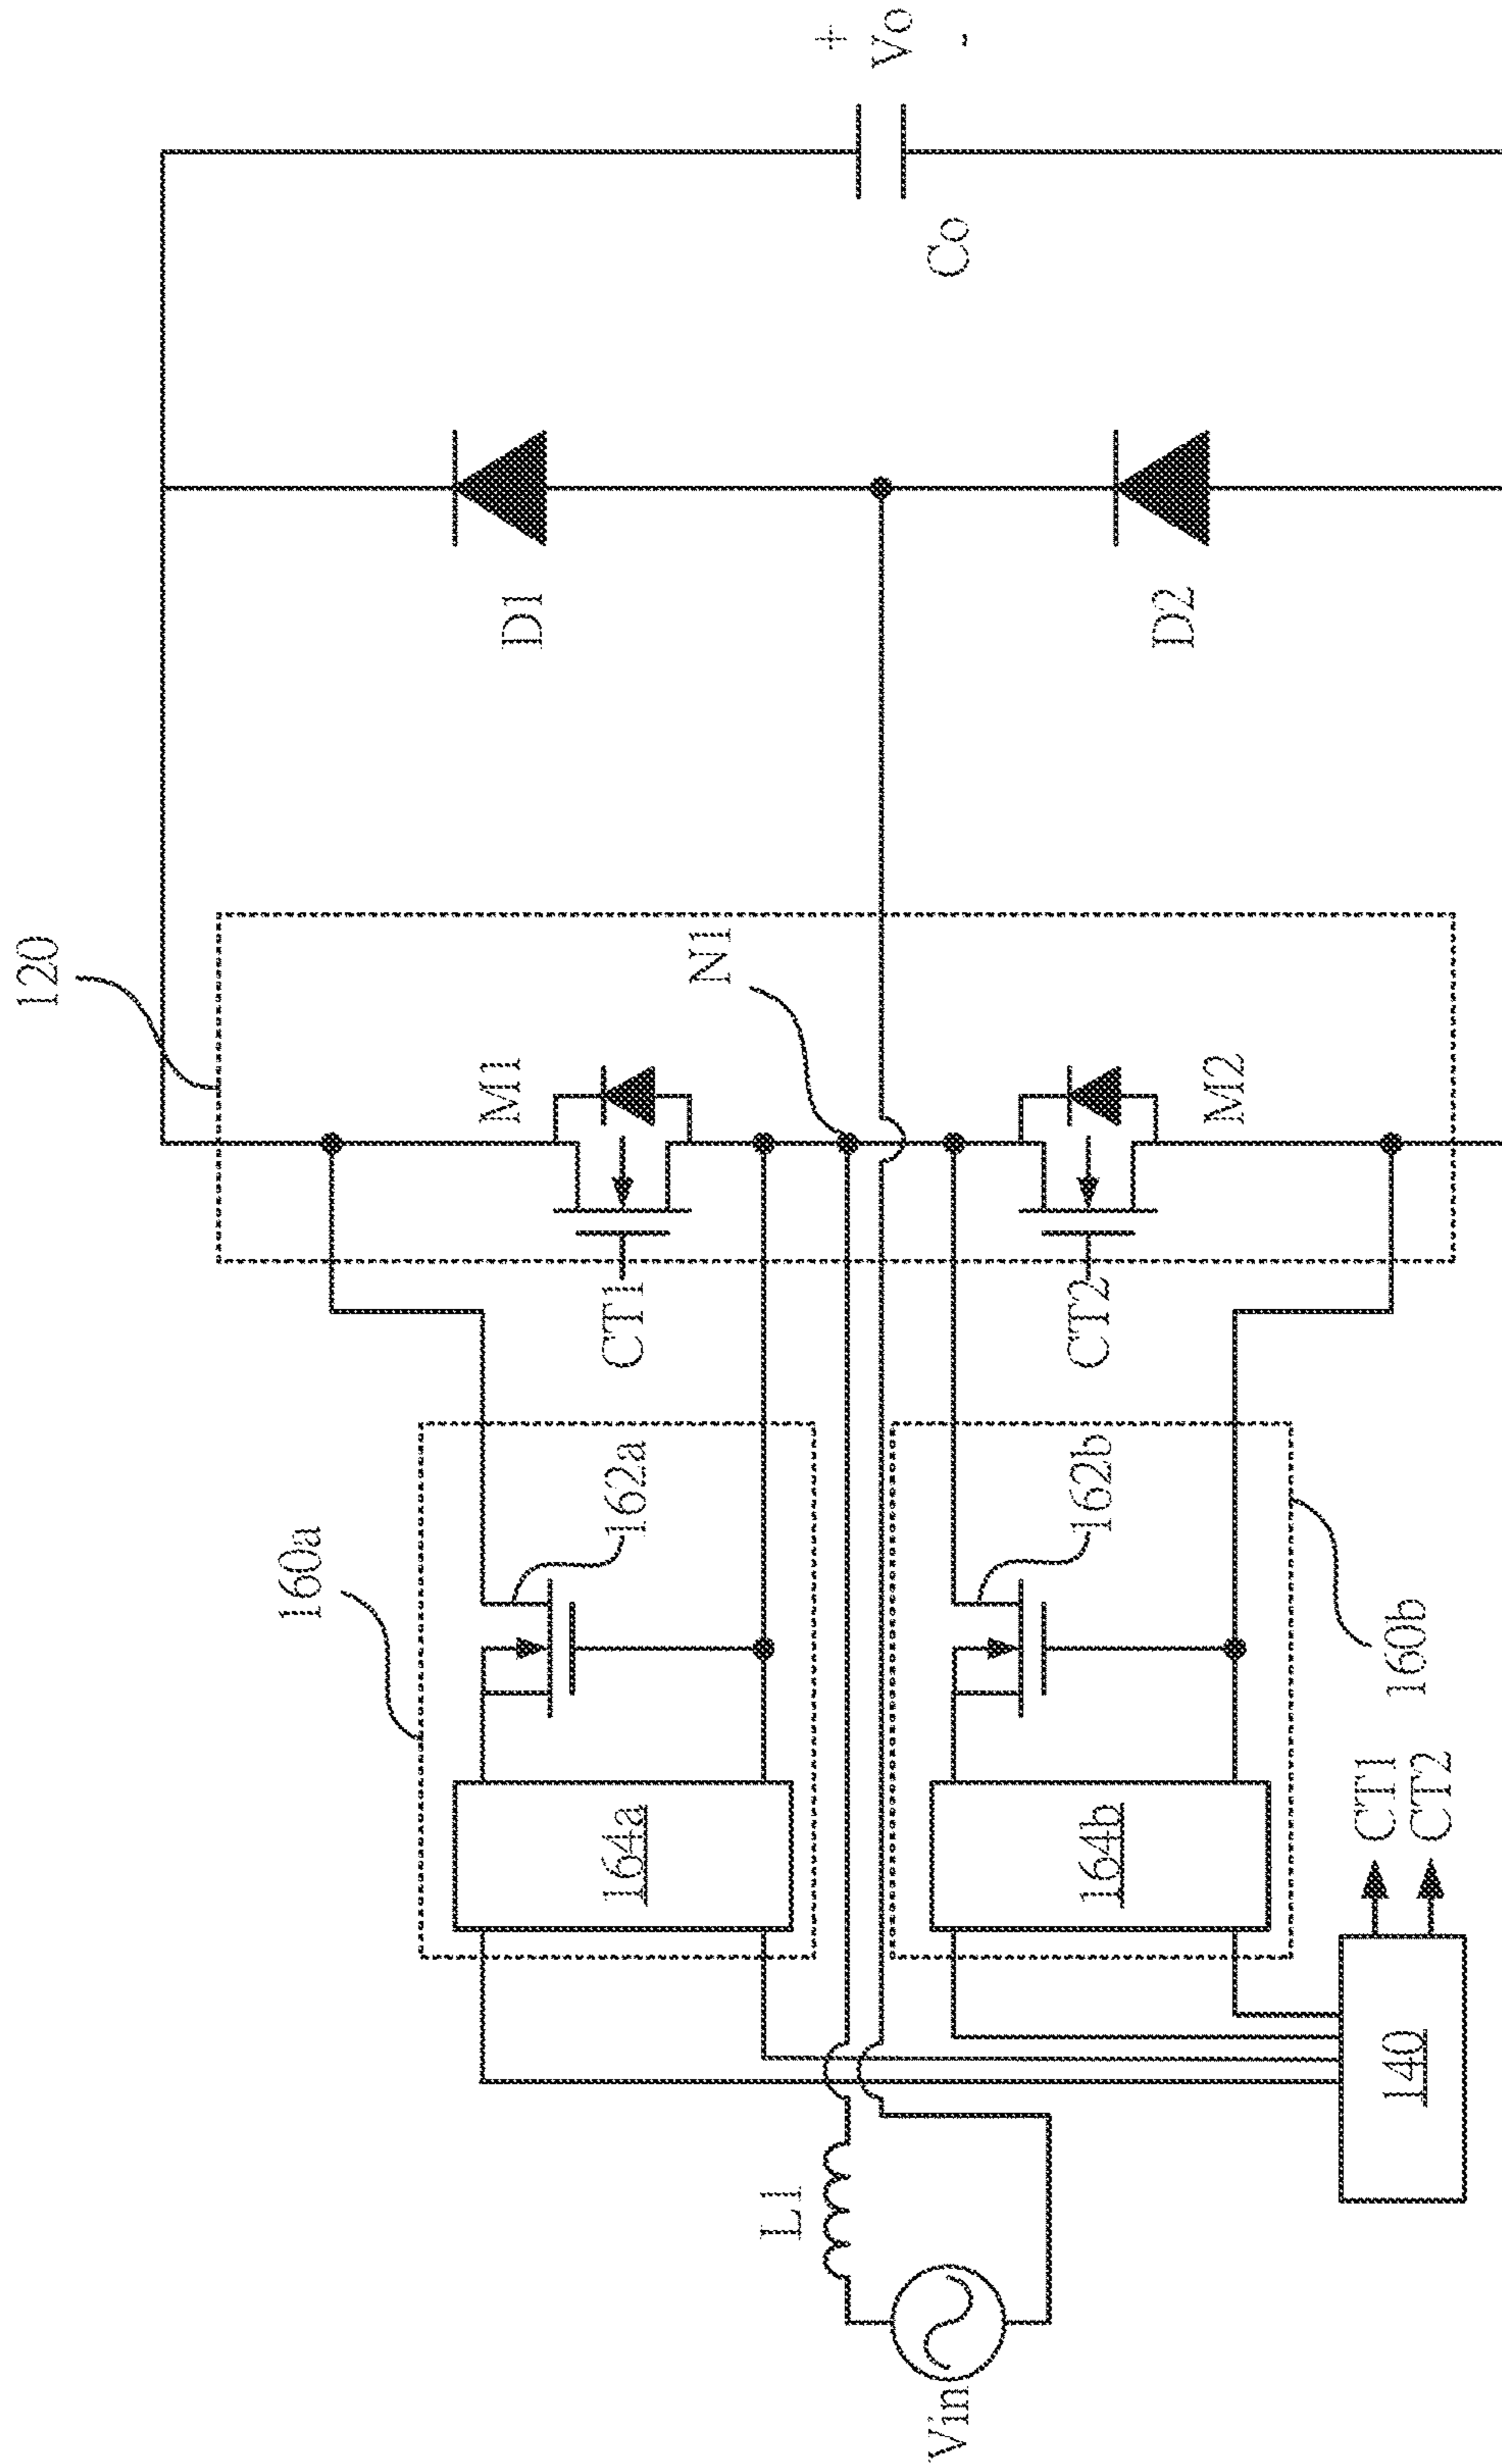 120
160a
M1
D1
162a
CT1
164a
N1
L1
+
Vo
-
Co
Vin
162b
CT2
164b
M2
D2
160b
140
CT1
CT2